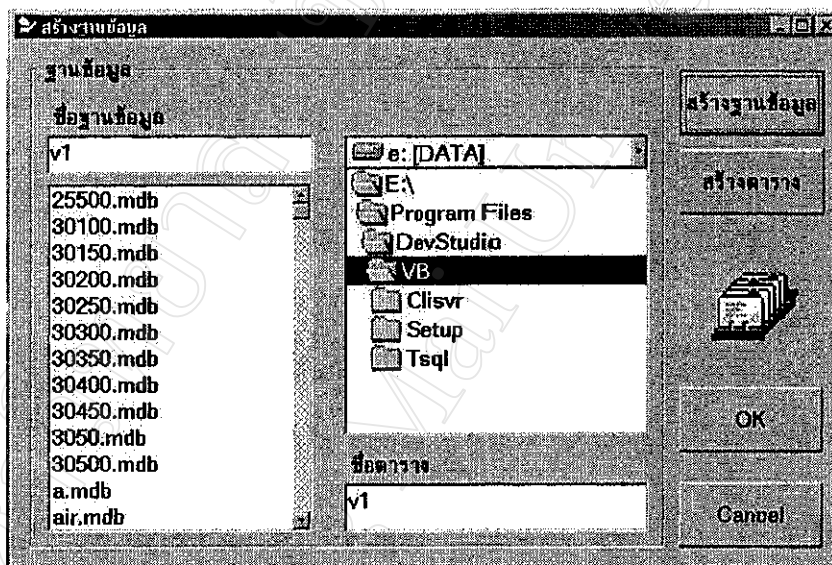 สร้างฐานข้อมูล
ฐานข้อมูล
ชื่อฐานข้อมูล
v1
25500.mdb
30100.mdb
30150.mdb
30200.mdb
30250.mdb
30300.mdb
30350.mdb
30400.mdb
30450.mdb
3050.mdb
30500.mdb
a.mdb
air.mdb
e: [DATA]
E:\
Program Files
DevStudio
VB
Clisvr
Setup
Tsql
ชื่อตาราง
v1
สร้างฐานข้อมูล
สร้างตาราง
OK
Cancel